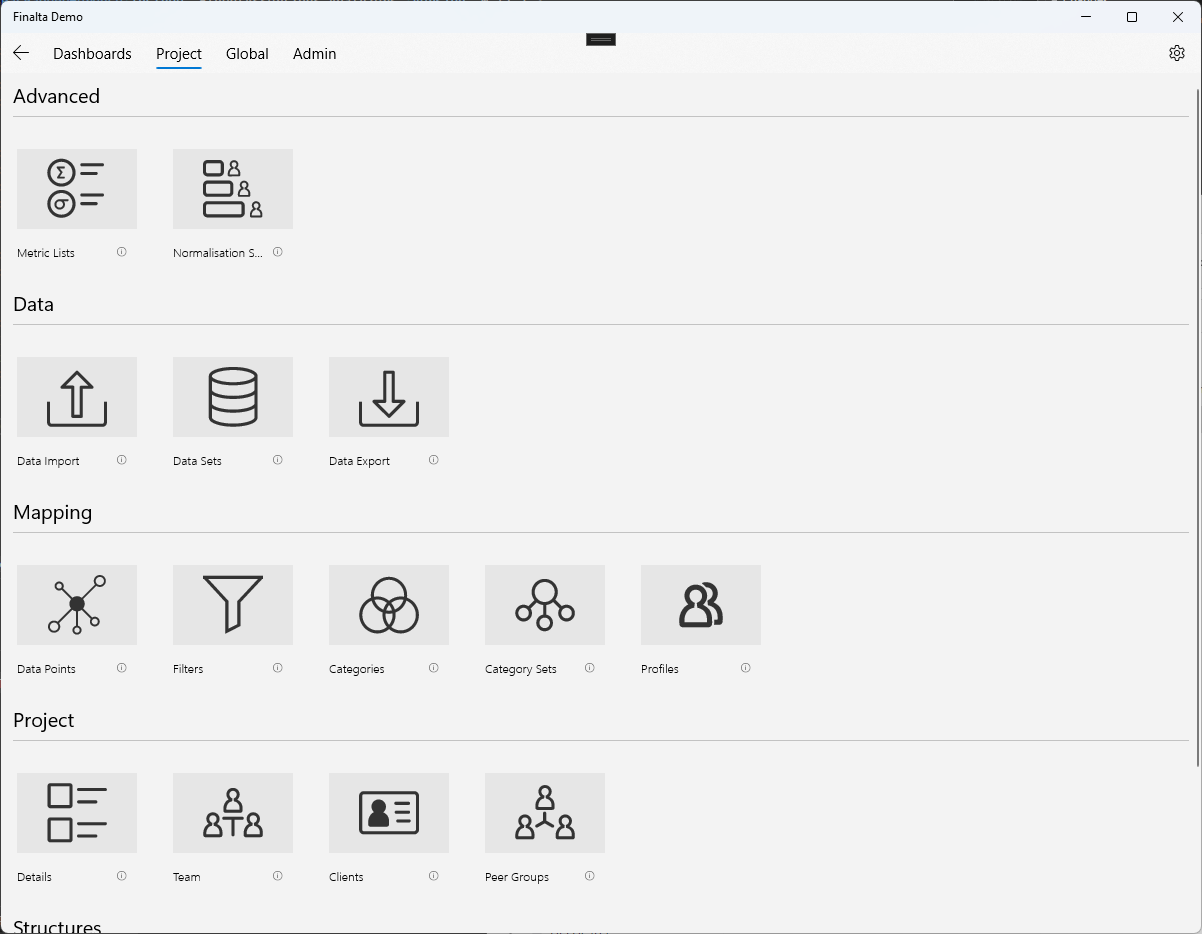 Finalta Demo
Dashboards Project Global Admin
Advanced
Σ
σ
Metric Lists
Normalisation S...
Data
Data Import
Data Sets
Data Export
Mapping
Data Points
Filters
Categories
Category Sets
Profiles
Project
Details
Team
Clients
Peer Groups
Structures